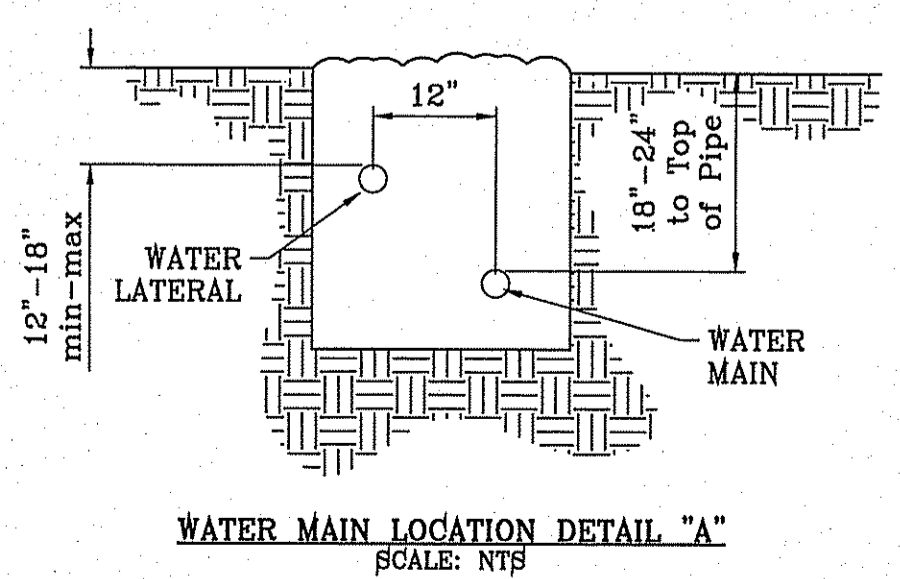 12"
18"-24"
to Top
of Pipe
12"-18"
min-max
WATER
LATERAL
WATER
MAIN
WATER MAIN LOCATION DETAIL "A"
SCALE: NTS